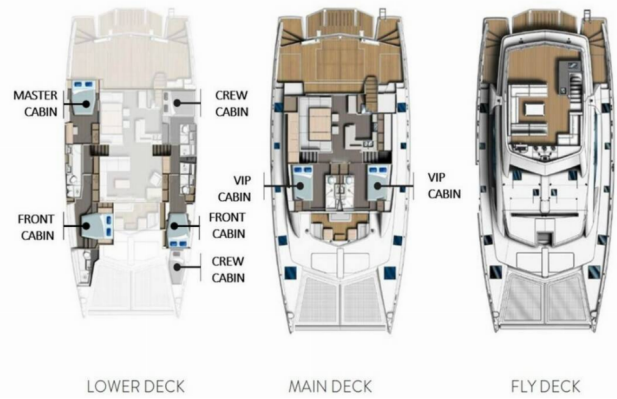 MASTER
CABIN
CREW
CABIN
FRONT
CABIN
FRONT
CABIN
CREW
CABIN
VIP
CABIN
VIP
CABIN
LOWER DECK
MAIN DECK
FLY DECK